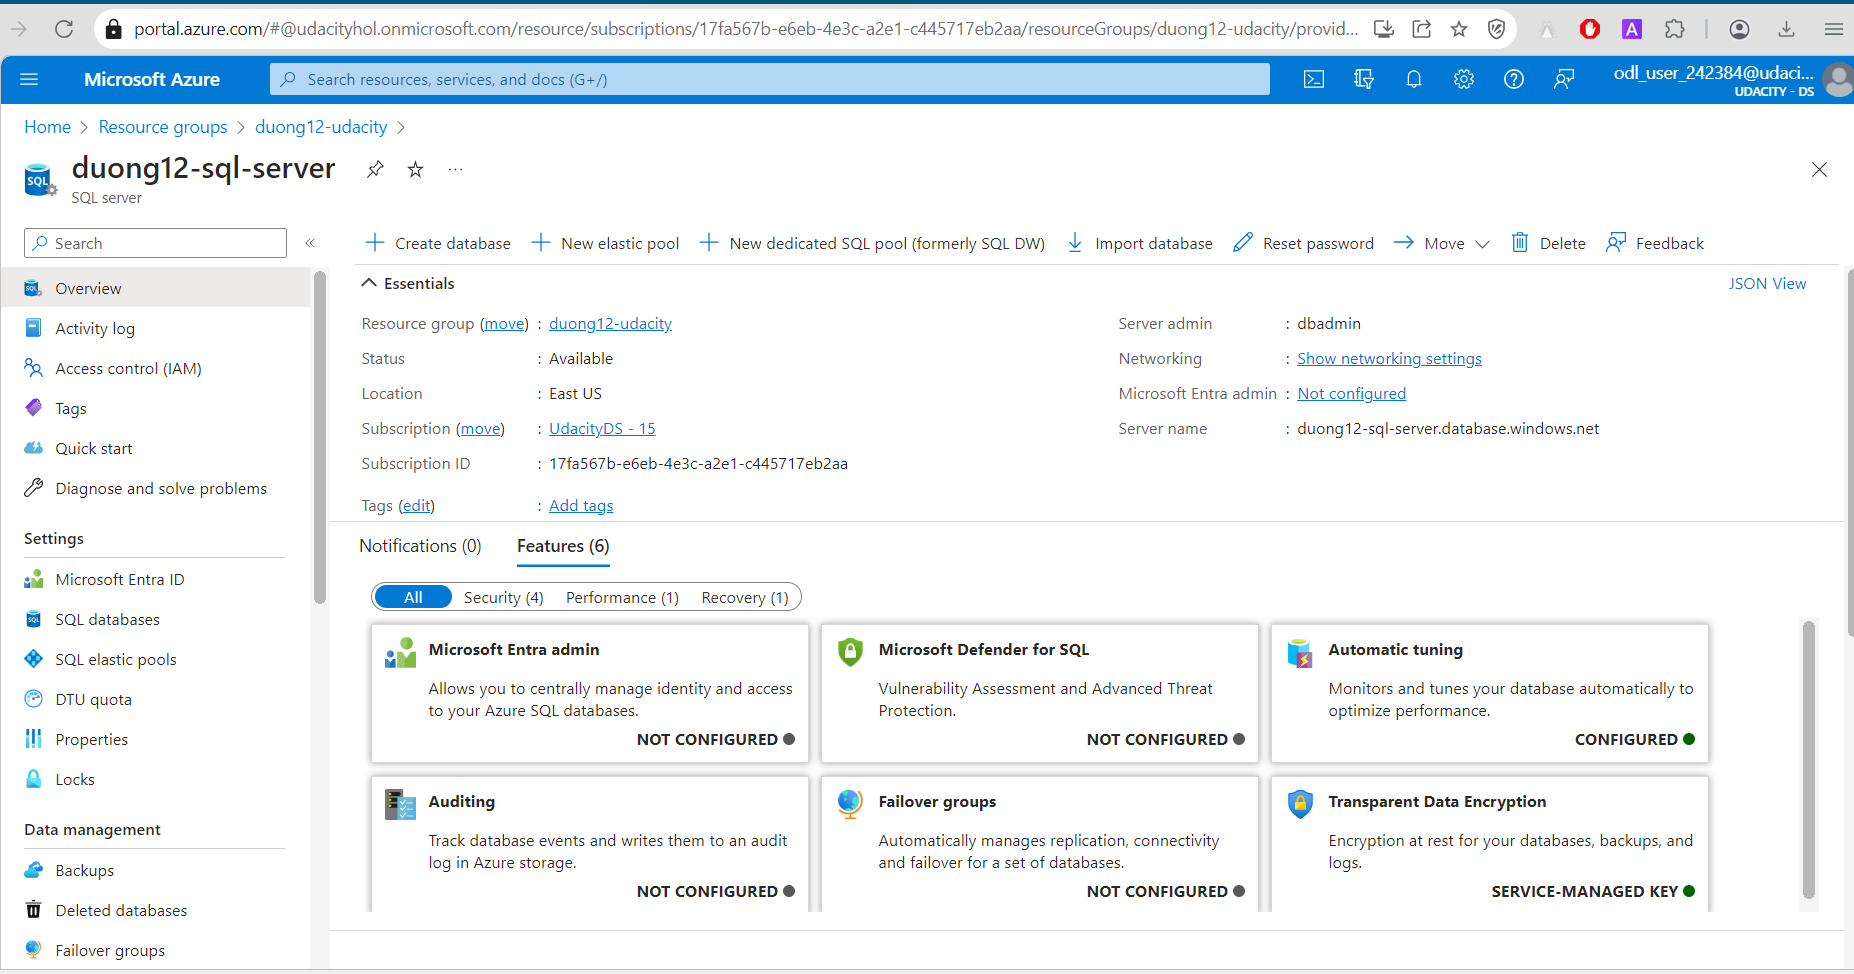 portal.azure.com/#@udacityhol.onmicrosoft.com/resource/subscriptions/17fa567b-e6eb-4e3c-a2e1-c445717eb2aa/resourceGroups/duong12-udacity/provid...
A
Microsoft Azure
Search resources, services, and docs (G+/)
odl_user_242384@udaci...
UDACITY - DS
Home > Resource groups > duong12-udacity >
duong12-sql-server
SQL
SQL server
Search
Create database
New elastic pool
New dedicated SQL pool (formerly SQL DW)
Import database
Reset password
Move
Delete
Feedback
Overview
Activity log
Access control (IAM)
Tags
Quick start
Diagnose and solve problems
Settings
Microsoft Entra ID
SQL databases
SQL elastic pools
DTU quota
Properties
Locks
Data management
Backups
Deleted databases
Failover groups
Essentials
JSON View
Resource group (move) : duong12-udacity
Status : Available
Location : East US
Subscription (move) : UdacityDS - 15
Subscription ID : 17fa567b-e6eb-4e3c-a2e1-c445717eb2aa
Tags (edit) : Add tags
Server admin : dbadmin
Networking : Show networking settings
Microsoft Entra admin : Not configured
Server name : duong12-sql-server.database.windows.net
Notifications (0)
Features (6)
All
Security (4)
Performance (1)
Recovery (1)
Microsoft Entra admin
Allows you to centrally manage identity and access
to your Azure SQL databases.
NOT CONFIGURED
Microsoft Defender for SQL
Vulnerability Assessment and Advanced Threat
Protection.
NOT CONFIGURED
Automatic tuning
Monitors and tunes your database automatically to
optimize performance.
CONFIGURED
Auditing
Track database events and writes them to an audit
log in Azure storage.
NOT CONFIGURED
Failover groups
Automatically manages replication, connectivity
and failover for a set of databases.
NOT CONFIGURED
Transparent Data Encryption
Encryption at rest for your databases, backups, and
logs.
SERVICE-MANAGED KEY